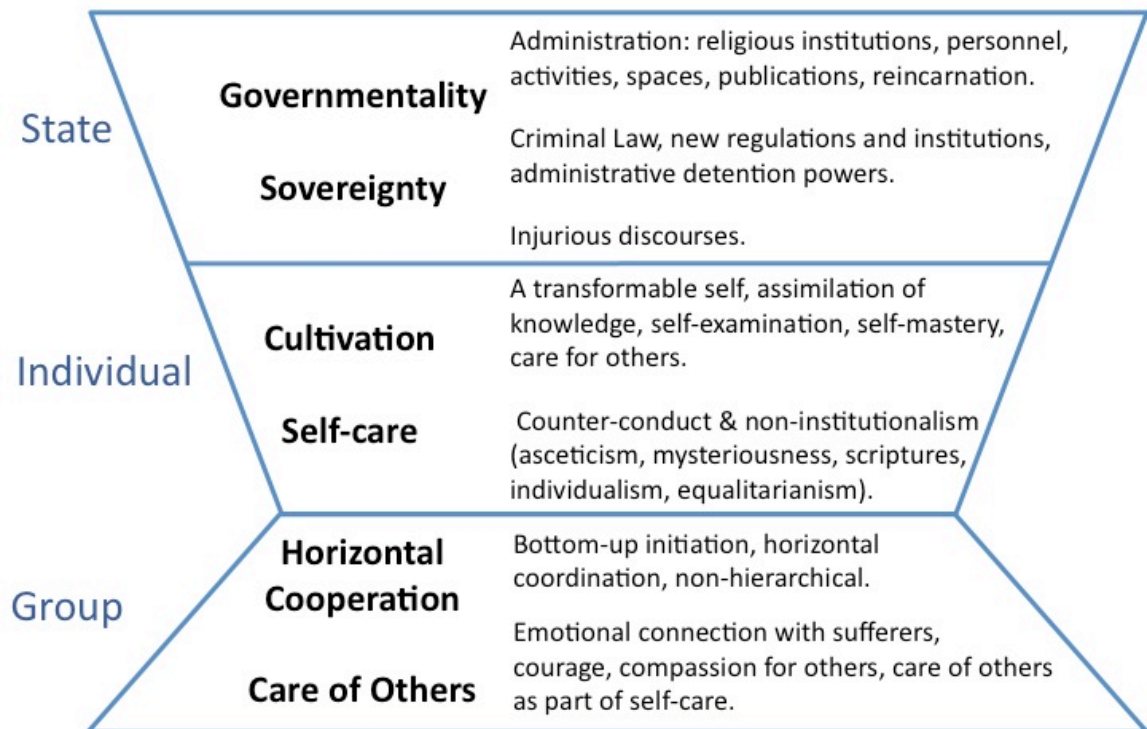 Administration: religious institutions, personnel,
activities, spaces, publications, reincarnation.
Governmentality
State
Criminal Law, new regulations and institutions,
administrative detention powers.
Sovereignty
Injurious discourses.
A transformable self, assimilation of
knowledge, self-examination, self-mastery,
care for others.
Cultivation
Individual
Self-care
Counter-conduct & non-institutionalism
(asceticism, mysteriousness, scriptures,
individualism, equalitarianism).
Horizontal
Cooperation
Bottom-up initiation, horizontal
coordination, non-hierarchical.
Group
Emotional connection with sufferers,
courage, compassion for others, care of others
as part of self-care.
Care of Others